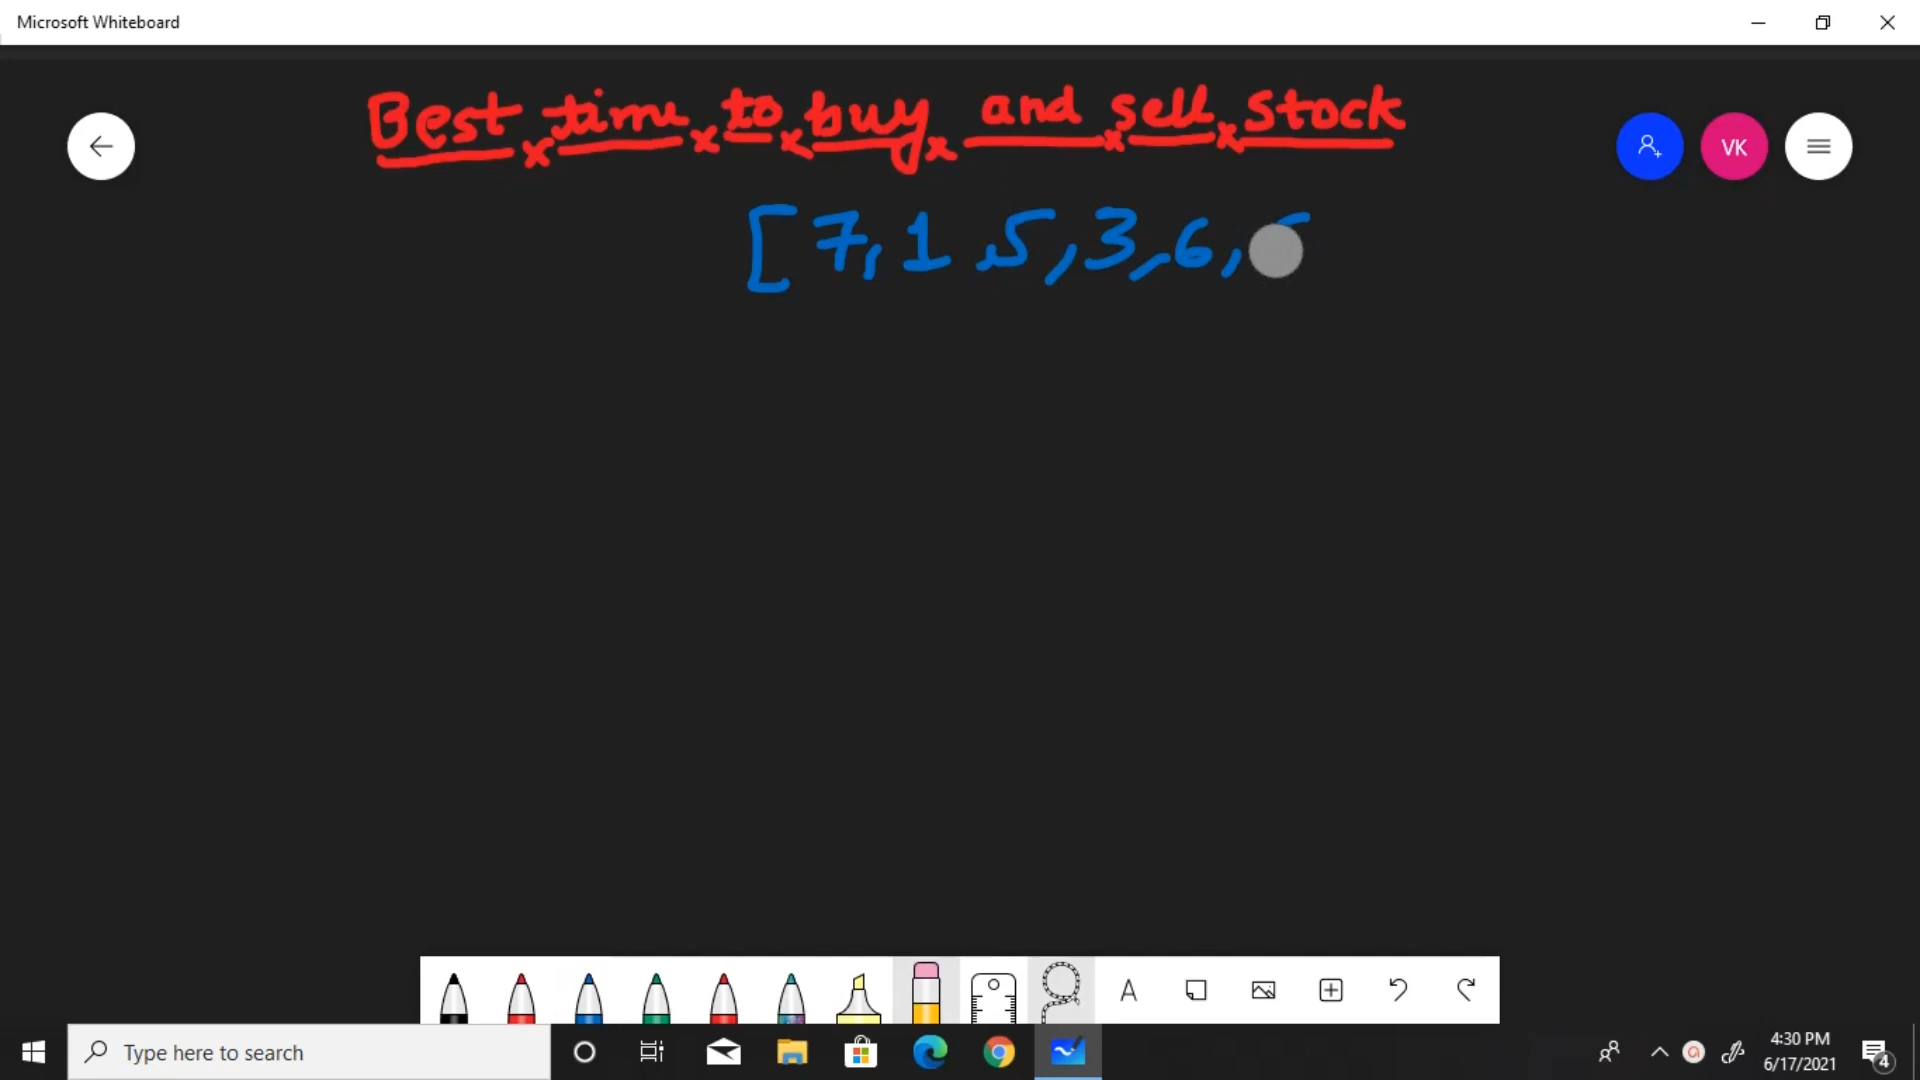 Microsoft Whiteboard
Best time to buy and sell stock
VK
[ 7, 1 ,5 ,3, 6,
A
Type here to search
4:30 PM
6/17/2021
4